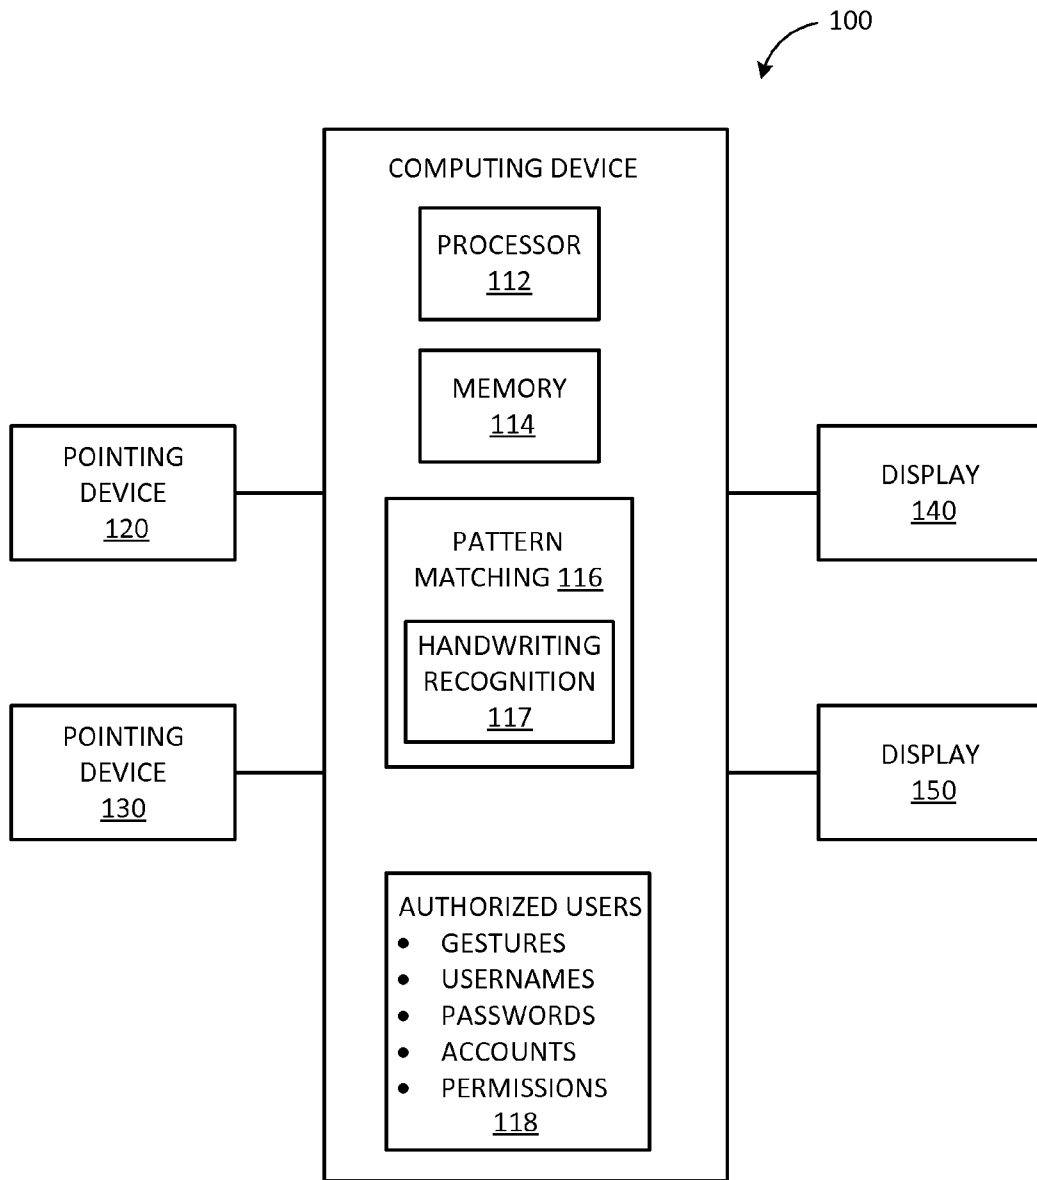 100
COMPUTING DEVICE
PROCESSOR
112
MEMORY
114
POINTING
DEVICE
120
DISPLAY
140
PATTERN
MATCHING 116
HANDWRITING
RECOGNITION
117
POINTING
DEVICE
130
DISPLAY
150
AUTHORIZED USERS
• GESTURES
• USERNAMES
• PASSWORDS
• ACCOUNTS
• PERMISSIONS
118